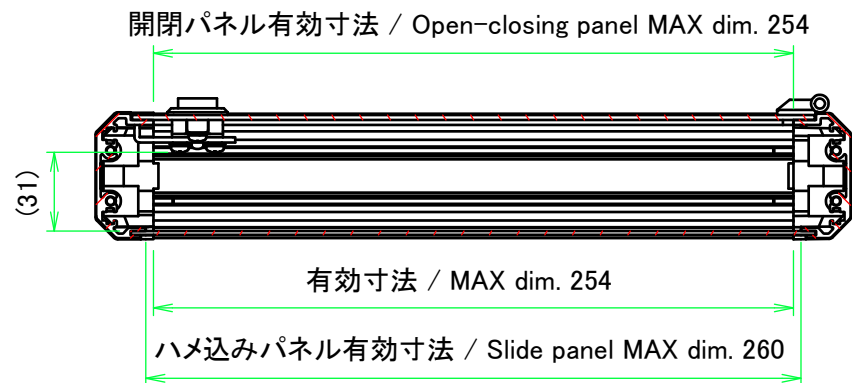 開閉パネル有効寸法 / Open-closing panel MAX dim. 254
(31)
有効寸法 / MAX dim. 254
ハメ込みパネル有効寸法 / Slide panel MAX dim. 260